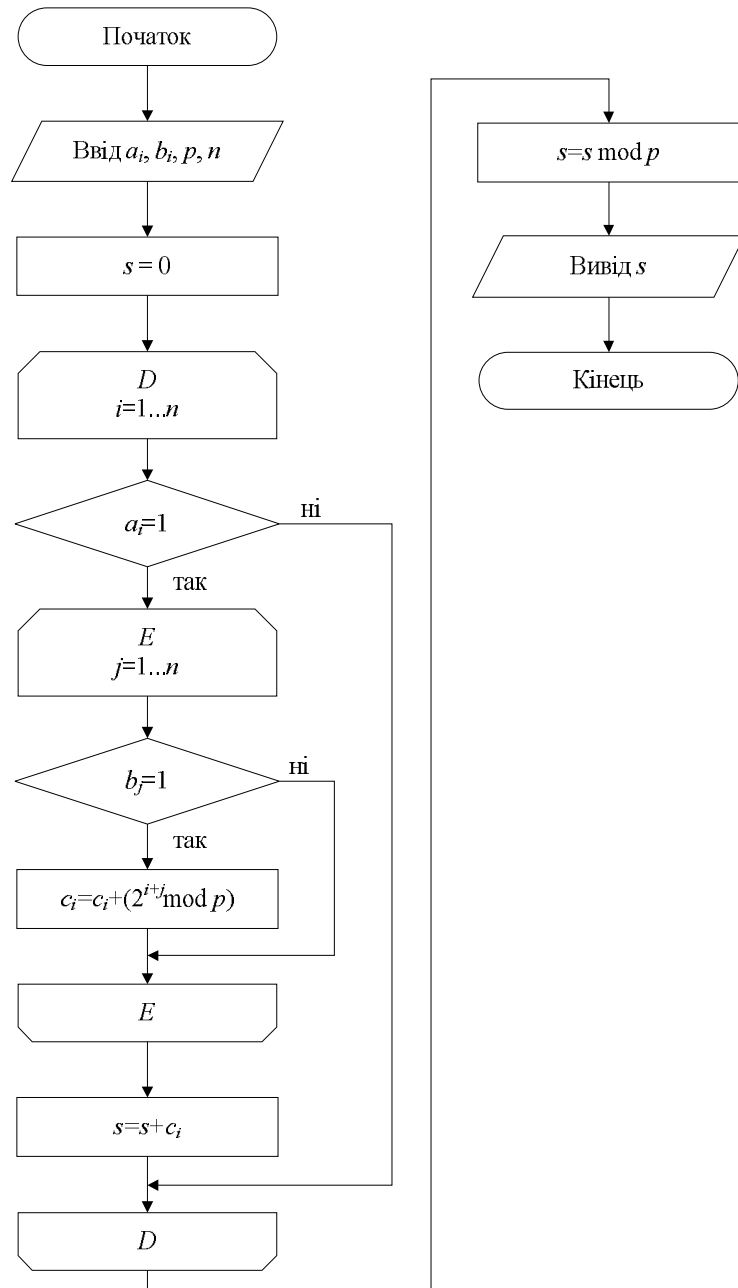 Початок
Ввід aᵢ, bᵢ, p, n
s = 0
D
i=1...n
aᵢ=1
ні
так
E
j=1...n
bⱼ=1
ні
так
cᵢ=cᵢ+(2ⁱ⁺ʲmod p)
E
s=s+cᵢ
D
s=s mod p
Вивід s
Кінець